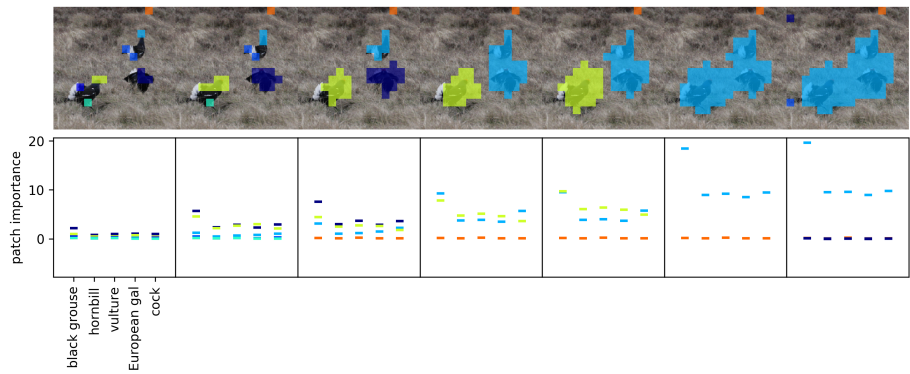 20
10
0
patch importance
black grouse
hornbill
vulture
European gal
cock